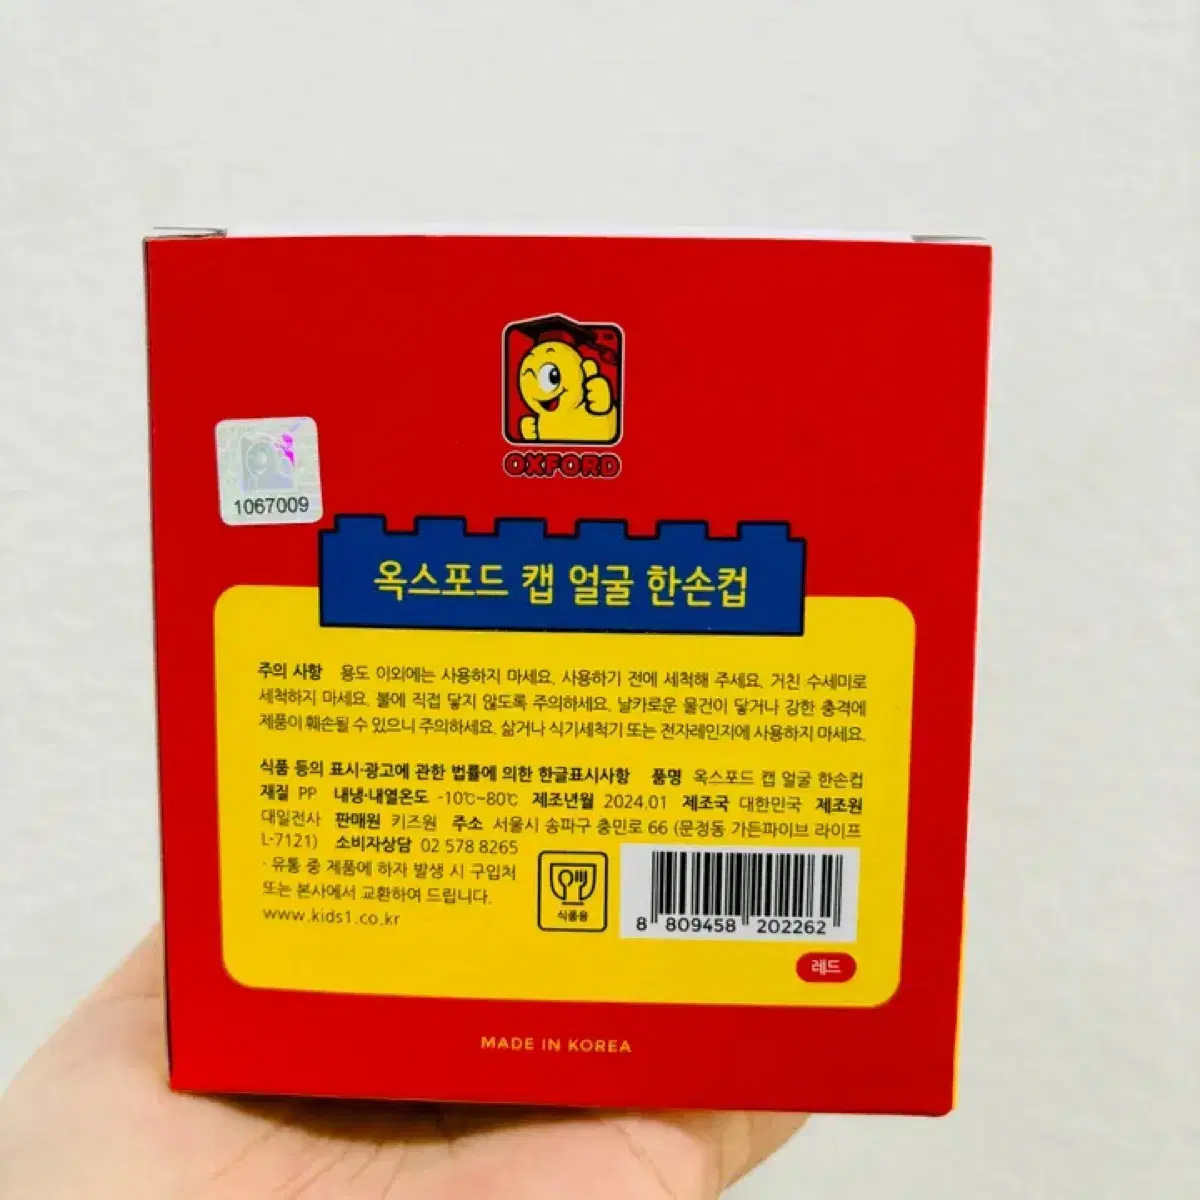 OXFORD
1067009
옥스포드 캡 얼굴 한손컵
주의 사항 용도 이외에는 사용하지 마세요. 사용하기 전에 세척해 주세요. 거친 수세미로
세척하지 마세요. 불에 직접 닿지 않도록 주의하세요. 날카로운 물건이 닿거나 강한 충격에
제품이 훼손될 수 있으니 주의하세요. 삶거나 식기세척기 또는 전자레인지에 사용하지 마세요.
식품 등의 표시·광고에 관한 법률에 의한 한글표시사항 품명 옥스포드 캡 얼굴 한손컵
재질 PP 내냉·내열온도 -10℃~80℃ 제조년월 2024.01 제조국 대한민국 제조원
대일전사 판매원 키즈원 주소 서울시 송파구 충민로 66 (문정동 가든파이브 라이프
L-7121) 소비자상담 02 578 8265
· 유통 중 제품에 하자 발생 시 구입처
또는 본사에서 교환하여 드립니다.
www.kids1.co.kr
식품용
8 809458 202262
레드
MADE IN KOREA